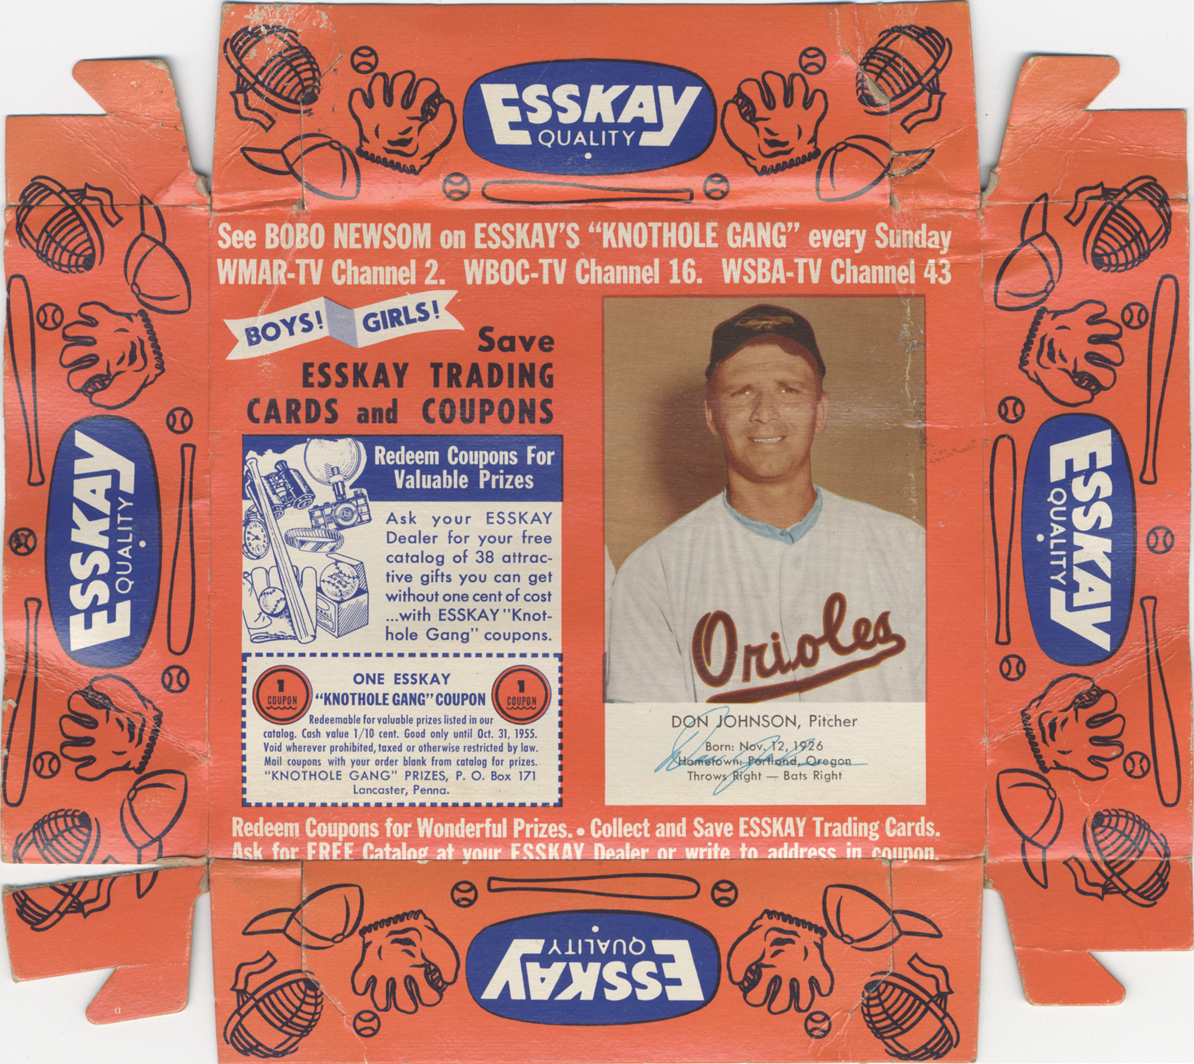 ESSKAY
QUALITY
See BOBO NEWSOM on ESSKAY'S "KNOTHOLE GANG" every Sunday
WMAR-TV Channel 2. WBOC-TV Channel 16. WSBA-TV Channel 43
BOYS! GIRLS!
Save
ESSKAY TRADING
CARDS and COUPONS
Redeem Coupons For
Valuable Prizes
Ask your ESSKAY
Dealer for your free
catalog of 38 attrac-
tive gifts you can get
without one cent of cost
...with ESSKAY "Knot-
hole Gang" coupons.
1
COUPON
ONE ESSKAY
"KNOTHOLE GANG" COUPON
1
COUPON
Redeemable for valuable prizes listed in our
catalog. Cash value 1/10 cent. Good only until Oct. 31, 1955.
Void wherever prohibited, taxed or otherwise restricted by law.
Mail coupons with your order blank from catalog for prizes.
"KNOTHOLE GANG" PRIZES, P. O. Box 171
Lancaster, Penna.
Orioles
DON JOHNSON, Pitcher
Born: Nov. 12, 1926
Hometown: Portland, Oregon
Throws Right — Bats Right
Redeem Coupons for Wonderful Prizes. • Collect and Save ESSKAY Trading Cards.
Ask for FREE Catalog at your ESSKAY Dealer or write to address in coupon.
ESSKAY
QUALITY
ESSKAY
QUALITY
ESSKAY
QUALITY